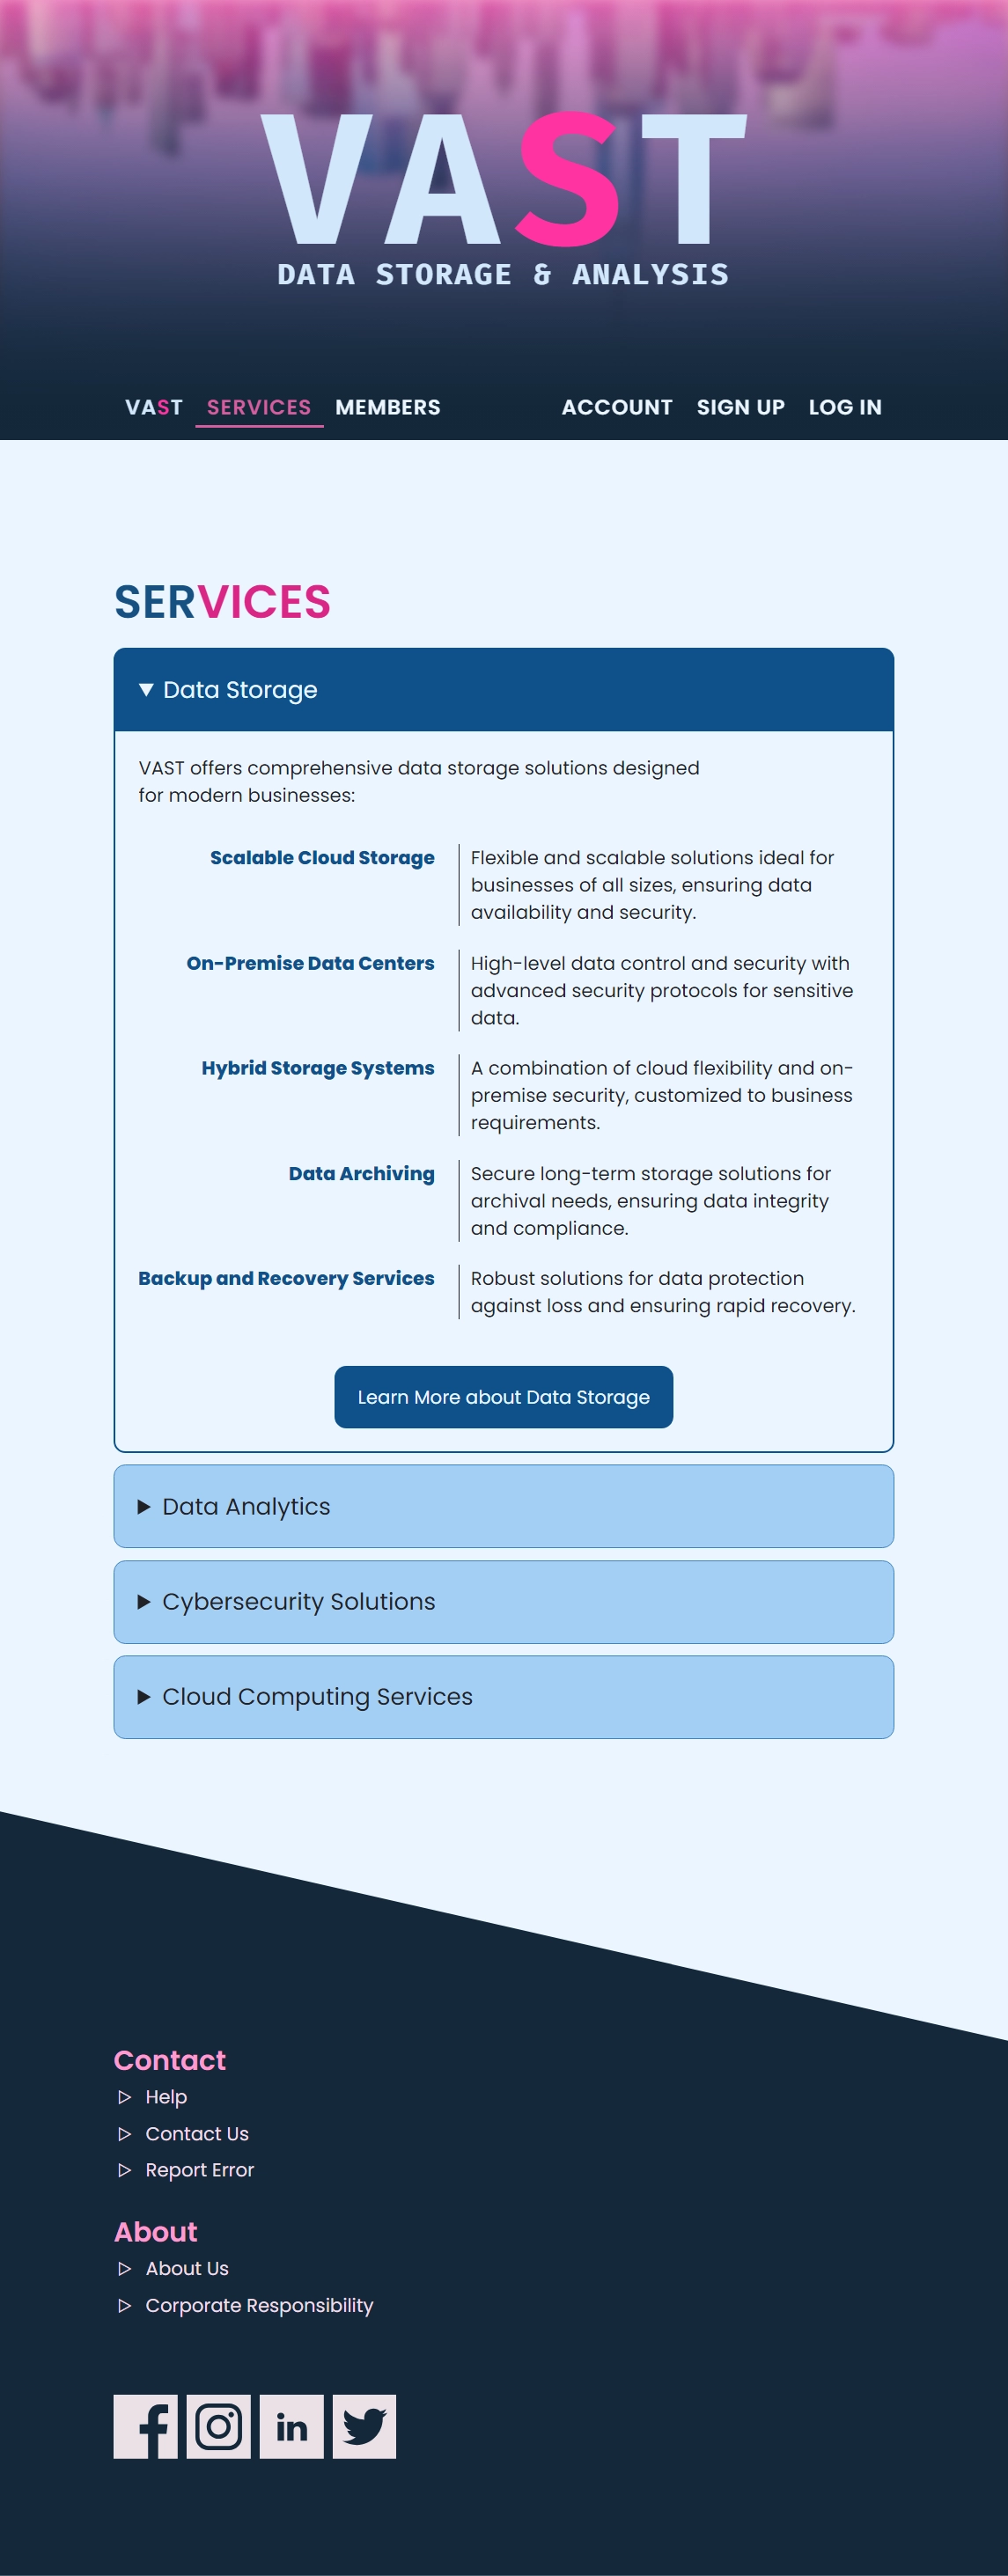 VAST
DATA STORAGE & ANALYSIS
VAST SERVICES MEMBERS ACCOUNT SIGN UP LOG IN
SERVICES
Data Storage
VAST offers comprehensive data storage solutions designed
for modern businesses:
Scalable Cloud Storage
Flexible and scalable solutions ideal for
businesses of all sizes, ensuring data
availability and security.
On-Premise Data Centers
High-level data control and security with
advanced security protocols for sensitive
data.
Hybrid Storage Systems
A combination of cloud flexibility and on-
premise security, customized to business
requirements.
Data Archiving
Secure long-term storage solutions for
archival needs, ensuring data integrity
and compliance.
Backup and Recovery Services
Robust solutions for data protection
against loss and ensuring rapid recovery.
Learn More about Data Storage
Data Analytics
Cybersecurity Solutions
Cloud Computing Services
Contact
Help
Contact Us
Report Error
About
About Us
Corporate Responsibility